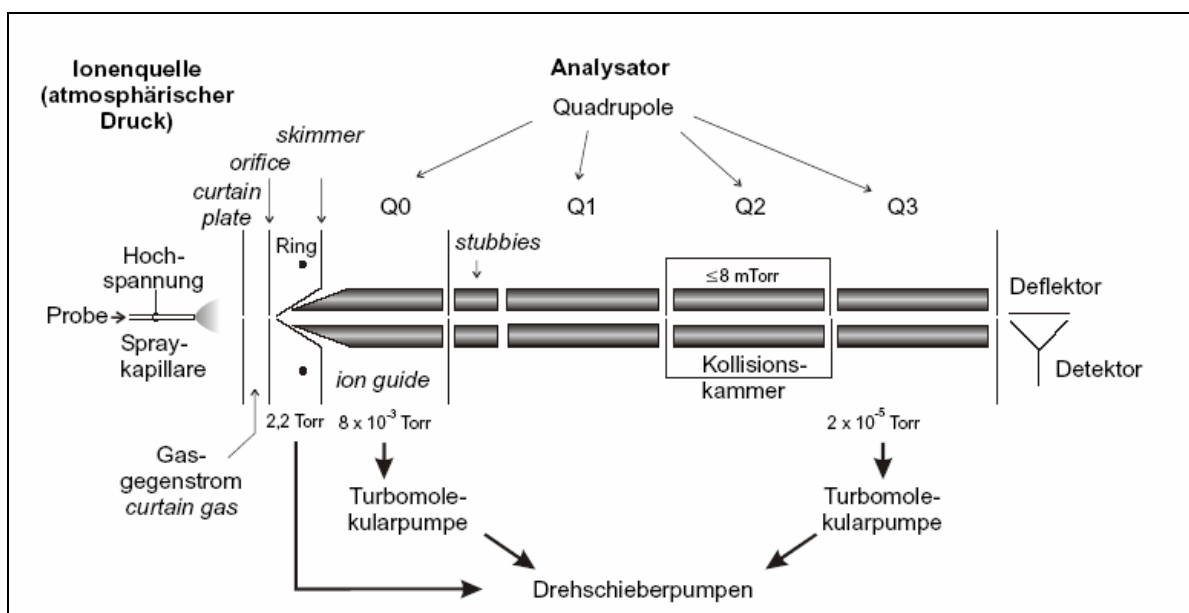 Ionenquelle
(atmosphärischer
Druck)
Analysator
Quadrupole
skimmer
orifice
curtain
plate
Q0
Q1
Q2
Q3
Ring
stubbies
Hoch-
spannung
≤8 mTorr
Deflektor
Probe
Spray-
kapillare
ion guide
Kollisions-
kammer
Detektor
2,2 Torr
8 x 10⁻³ Torr
2 x 10⁻⁵ Torr
Gas-
gegenstrom
curtain gas
Turbomole-
kularpumpe
Turbomole-
kularpumpe
Drehschieberpumpen